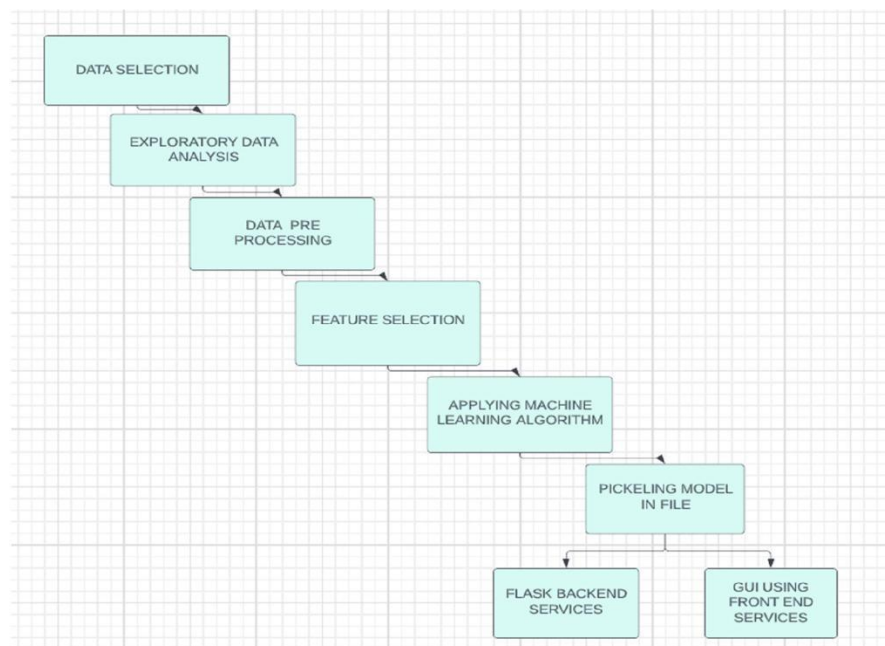 DATA SELECTION
EXPLORATORY DATA
ANALYSIS
DATA PRE
PROCESSING
FEATURE SELECTION
APPLYING MACHINE
LEARNING ALGORITHM
PICKELING MODEL
IN FILE
FLASK BACKEND
SERVICES
GUI USING
FRONT END
SERVICES